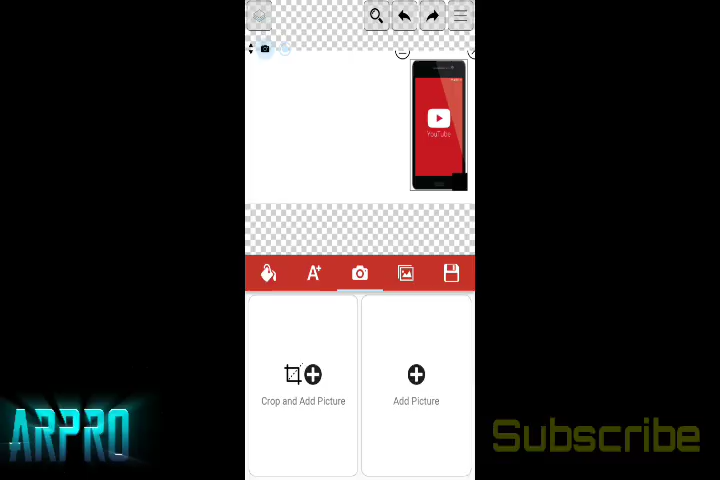 YouTube
A+
Crop and Add Picture
Add Picture
ARPRO
Subscribe